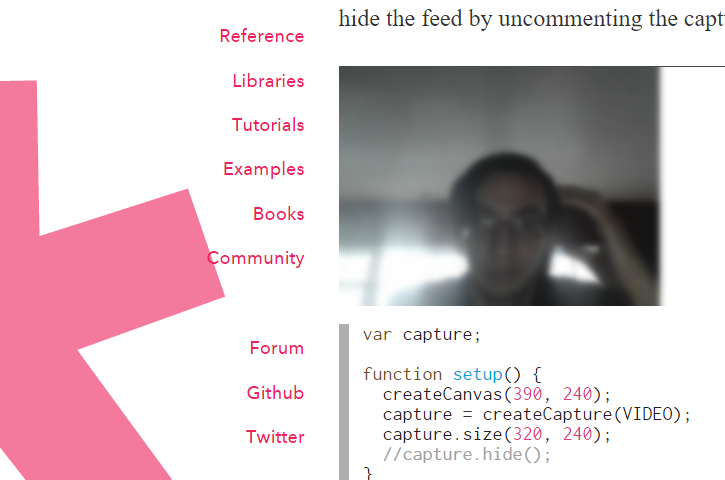 hide the feed by uncommenting the
Reference
Libraries
Tutorials
Examples
Books
Community
Forum
Github
Twitter
var capture;
function setup() {
createCanvas(390, 240);
capture = createCapture(VIDEO);
capture.size(320, 240);
//capture.hide();
}